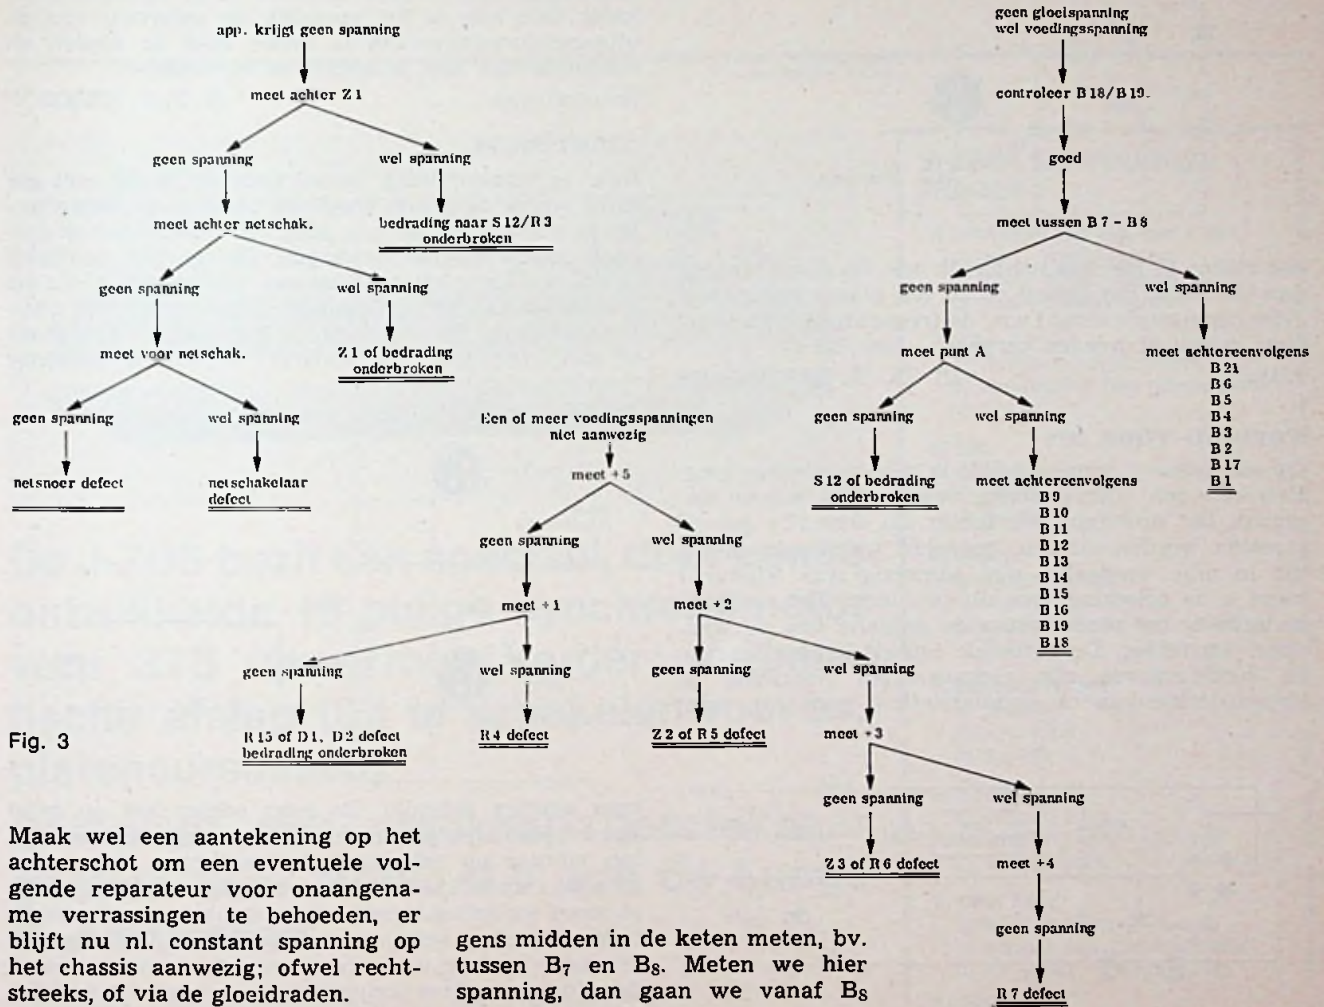 app. krijgt geen spanning
meet achter Z 1
geen spanning
wel spanning
meet achter netschak.
bedrading naar S 12/R 3
onderbroken
geen spanning
wel spanning
meet voor netschak.
Z 1 of bedrading
onderbroken
geen spanning
wel spanning
netsnoer defect
netschakelaar
defect
Een of meer voedingsspanningen
niet aanwezig
meet +5
geen spanning
wel spanning
meet +1
meet +2
geen spanning
wel spanning
geen spanning
wel spanning
R 15 of D 1, D 2 defect
bedrading onderbroken
R 4 defect
Z 2 of R 5 defect
meet +3
geen spanning
wel spanning
Z 3 of R 6 defect
meet +4
geen spanning
R 7 defect
geen gloeispanning
wel voedingsspanning
controleer B 18/B 19
goed
meet tussen B 7 - B 8
geen spanning
wel spanning
meet punt A
meet achtereenvolgens
B 21
B 6
B 5
B 4
B 3
B 2
B 17
B 1
geen spanning
wel spanning
S 12 of bedrading
onderbroken
meet achtereenvolgens
B 9
B 10
B 11
B 12
B 13
B 14
B 15
B 16
B 19
B 18
Fig. 3
Maak wel een aantekening op het
achterschot om een eventuele vol-
gende reparateur voor onaangena-
me verrassingen te behoeden, er
blijft nu nl. constant spanning op
het chassis aanwezig; ofwel recht-
streeks, of via de gloeidraden.
gens midden in de keten meten, bv.
tussen B₇ en B₈. Meten we hier
spanning, dan gaan we vanaf B₈